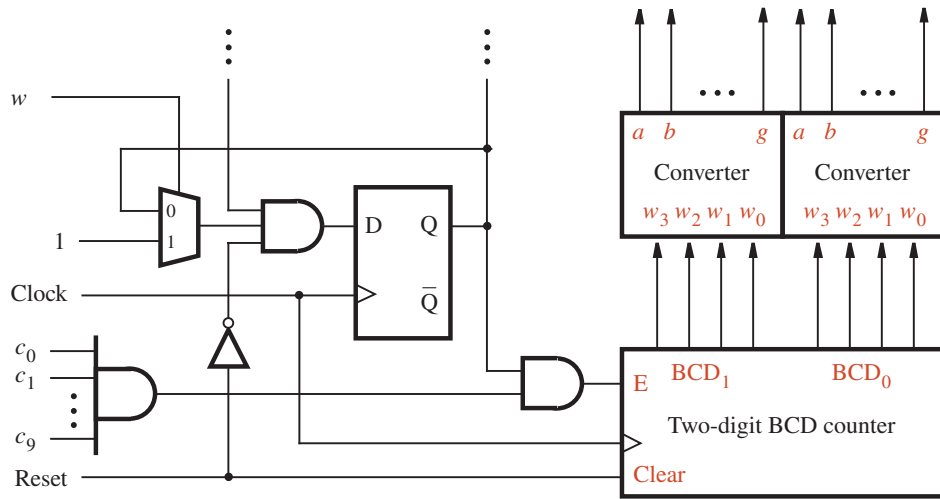 w
1
Clock
c0
c1
c9
Reset
0
1
D Q
Q̅
a b g a b g
Converter Converter
w3 w2 w1 w0 w3 w2 w1 w0
E BCD1 BCD0
Two-digit BCD counter
Clear